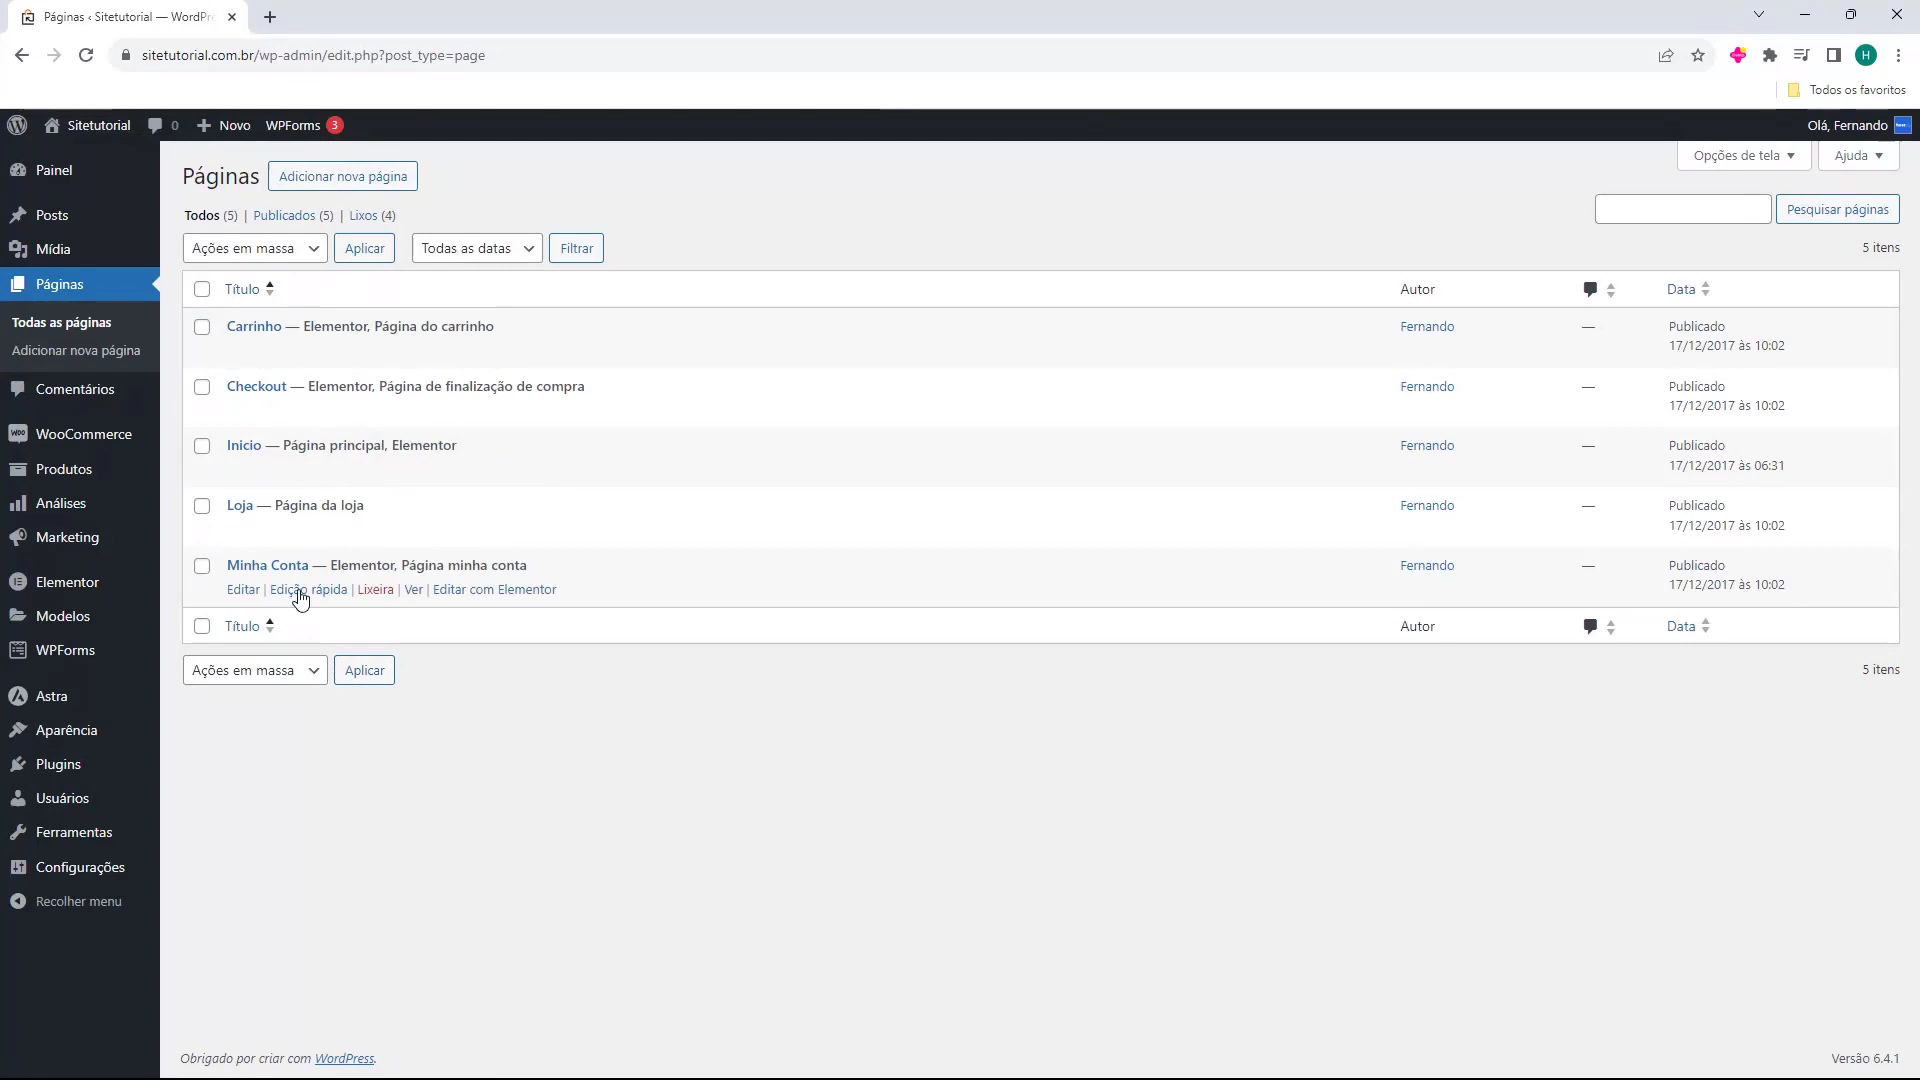 Páginas ‹ Sitetutorial — WordPr
sitetutorial.com.br/wp-admin/edit.php?post_type=page
H
Todos os favoritos
Sitetutorial 0 Novo WPForms 3
Olá, Fernando
Painel
Posts
Mídia
Páginas
Todas as páginas
Adicionar nova página
Comentários
WooCommerce
Produtos
Análises
Marketing
Elementor
Modelos
WPForms
Astra
Aparência
Plugins
Usuários
Ferramentas
Configurações
Recolher menu
Opções de tela Ajuda
Páginas Adicionar nova página
Todos (5) | Publicados (5) | Lixos (4)
Pesquisar páginas
Ações em massa Aplicar Todas as datas Filtrar
5 itens
Título Autor Data
Carrinho — Elementor, Página do carrinho Fernando — Publicado
17/12/2017 às 10:02
Checkout — Elementor, Página de finalização de compra Fernando — Publicado
17/12/2017 às 10:02
Inicio — Página principal, Elementor Fernando — Publicado
17/12/2017 às 06:31
Loja — Página da loja Fernando — Publicado
17/12/2017 às 10:02
Minha Conta — Elementor, Página minha conta Fernando — Publicado
Editar | Edição rápida | Lixeira | Ver | Editar com Elementor 17/12/2017 às 10:02
Título Autor Data
Ações em massa Aplicar
5 itens
Obrigado por criar com WordPress.
Versão 6.4.1